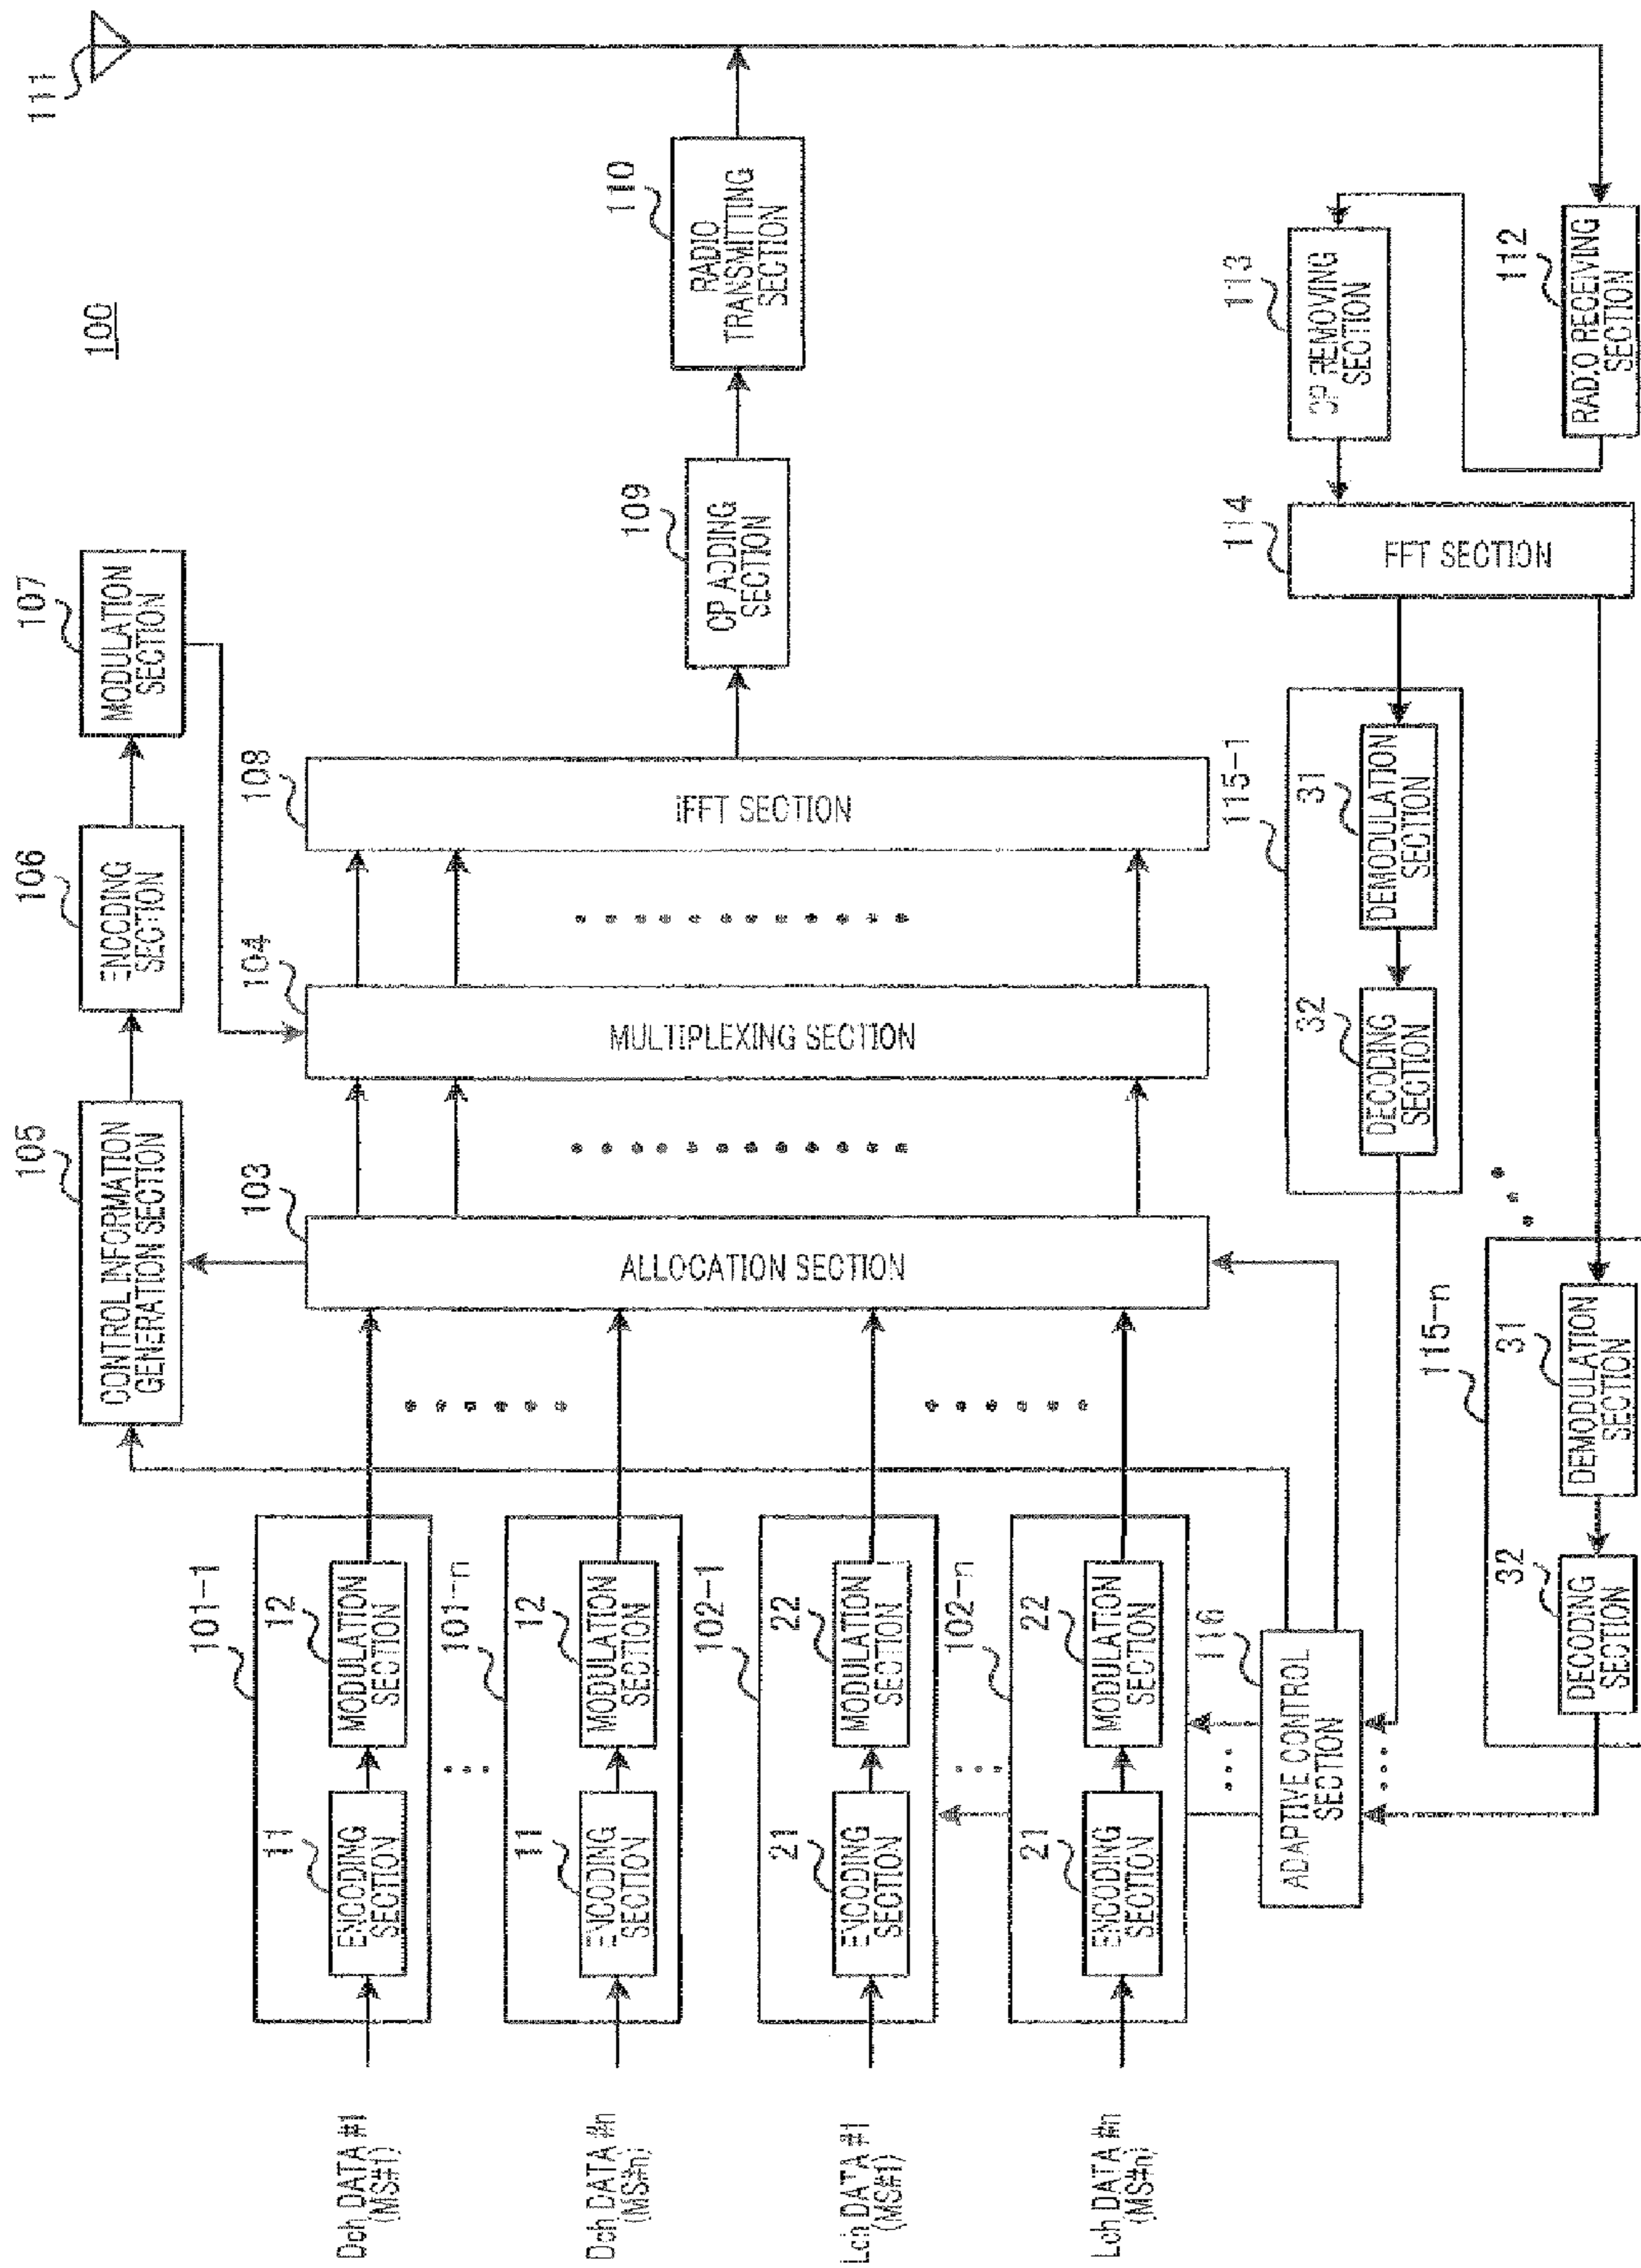 100
111
Dch DATA #1
(MS#1)
101-1
11
ENCODING
SECTION
12
MODULATION
SECTION
Dch DATA #n
(MS#n)
101-n
11
ENCODING
SECTION
12
MODULATION
SECTION
Lch DATA #1
(MS#1)
102-1
21
ENCODING
SECTION
22
MODULATION
SECTION
Lch DATA #n
(MS#n)
102-n
21
ENCODING
SECTION
22
MODULATION
SECTION
103
ALLOCATION SECTION
104
MULTIPLEXING SECTION
105
CONTROL INFORMATION
GENERATION SECTION
106
ENCODING
SECTION
107
MODULATION
SECTION
108
IFFT SECTION
109
CP ADDING
SECTION
110
RADIO
TRANSMITTING
SECTION
112
RADIO RECEIVING
SECTION
113
CP REMOVING
SECTION
114
FFT SECTION
115-1
31
DEMODULATION
SECTION
32
DECODING
SECTION
115-n
31
DEMODULATION
SECTION
32
DECODING
SECTION
116
ADAPTIVE CONTROL
SECTION